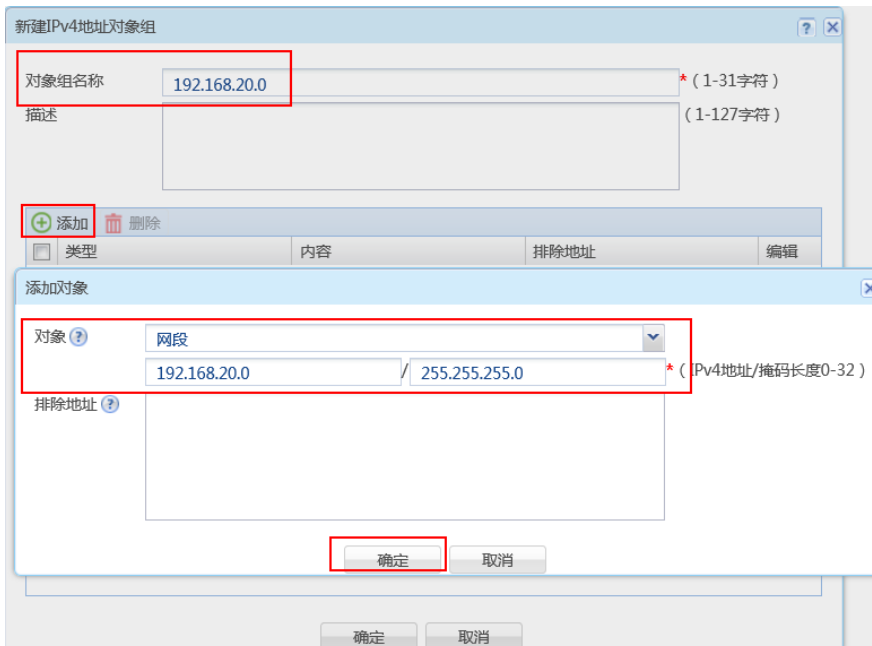 新建IPv4地址对象组
对象组名称 192.168.20.0 * ( 1-31字符 )
描述 ( 1-127字符 )
添加 删除
类型 内容 排除地址 编辑
添加对象
对象 网段
192.168.20.0 / 255.255.255.0 * ( IPv4地址/掩码长度0-32 )
排除地址
确定 取消
确定 取消